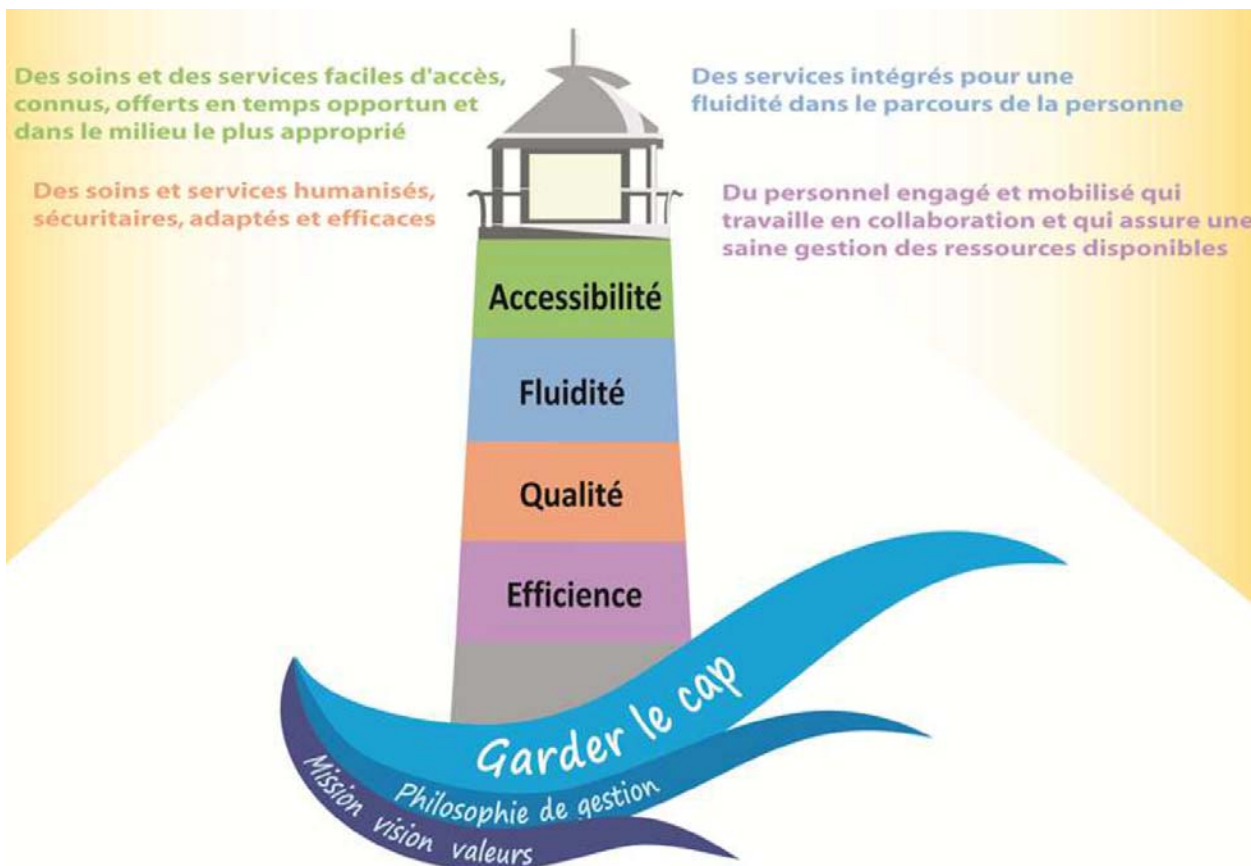 Des soins et des services faciles d'accès,
connus, offerts en temps opportun et
dans le milieu le plus approprié
Des services intégrés pour une
fluidité dans le parcours de la personne
Des soins et services humanisés,
sécuritaires, adaptés et efficaces
Du personnel engagé et mobilisé qui
travaille en collaboration et qui assure une
saine gestion des ressources disponibles
Accessibilité
Fluidité
Qualité
Efficience
Garder le cap
Philosophie de gestion
Mission vision valeurs